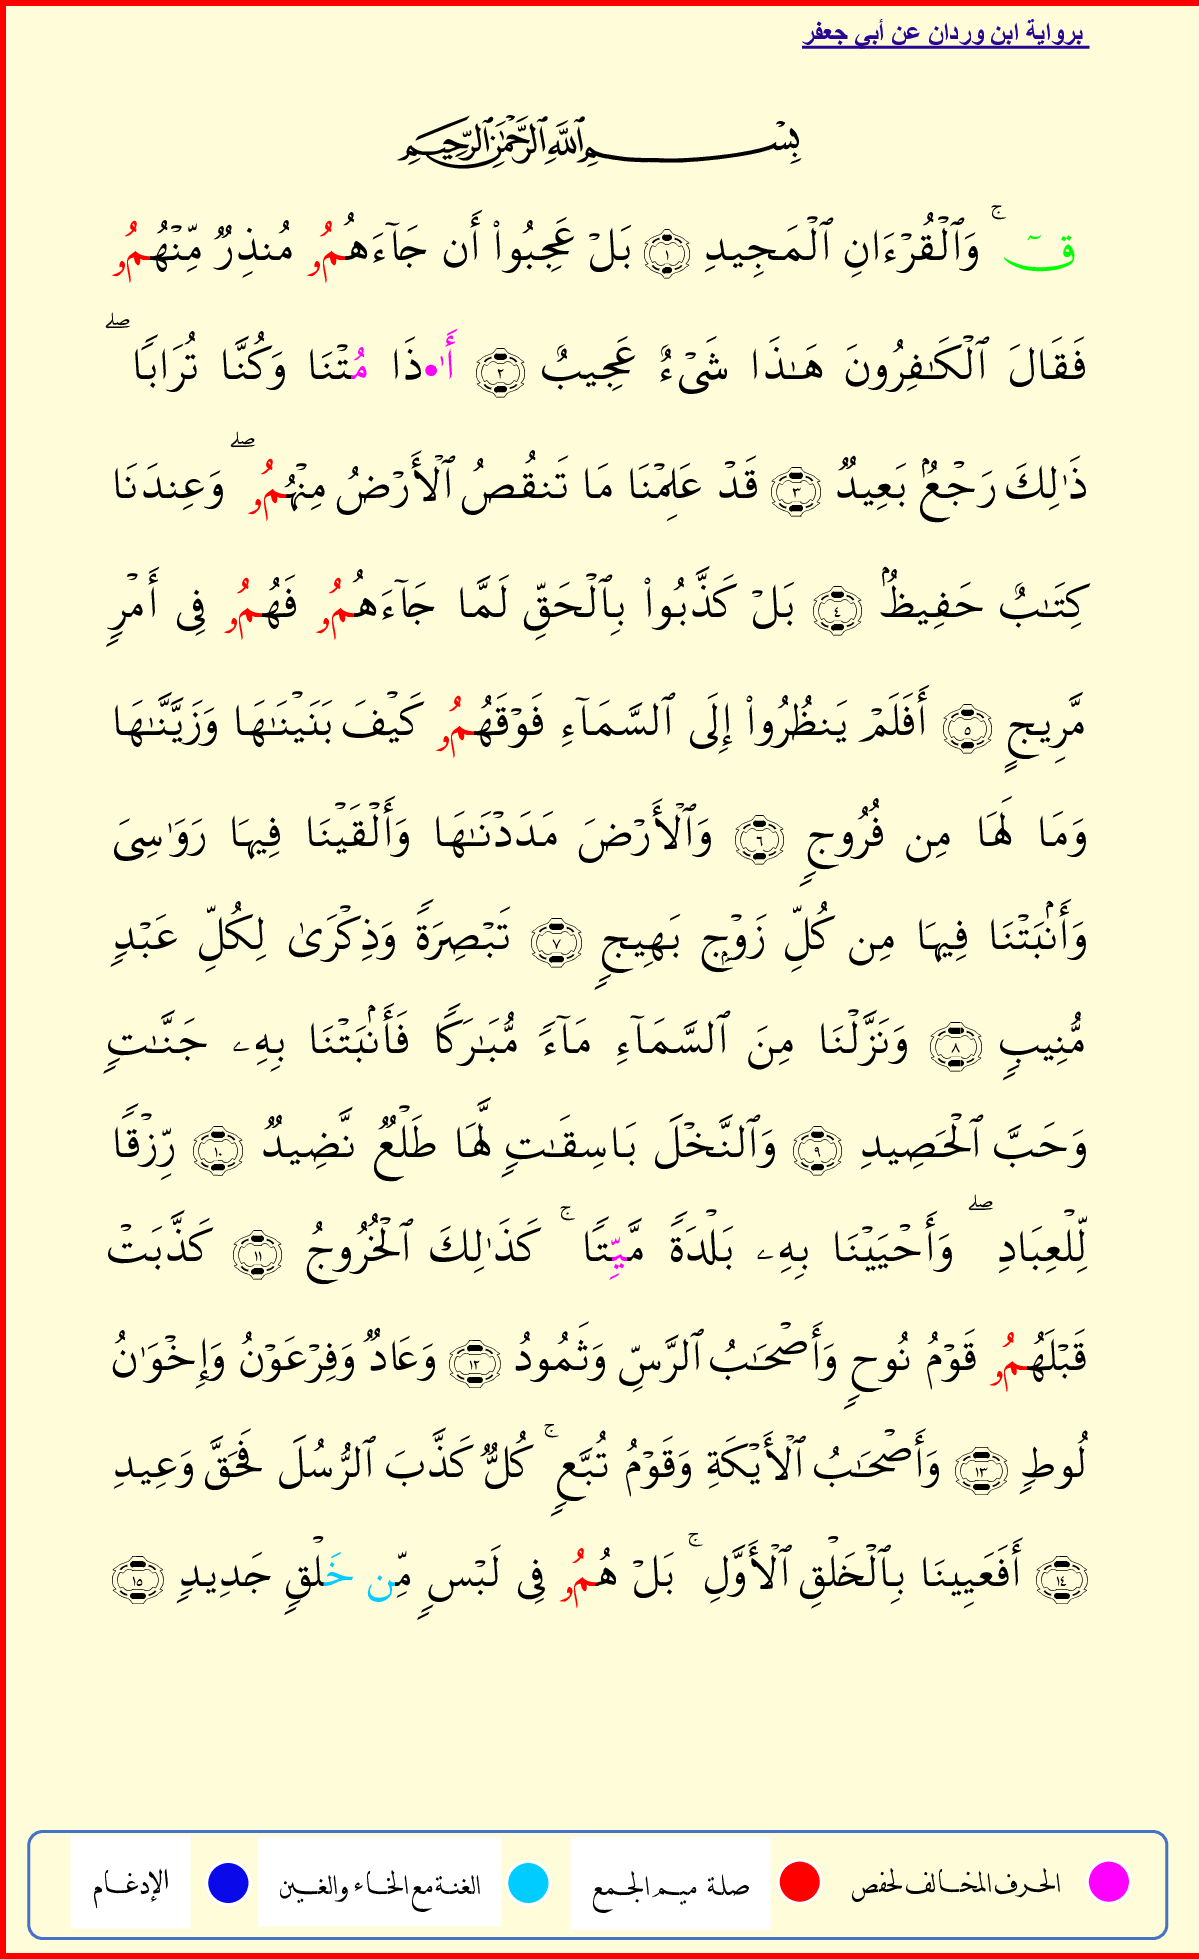 برواية ابن وردان عن أبي جعفر
بِسْمِ ٱللَّهِ ٱلرَّحْمَٰنِ ٱلرَّحِيمِ
قٓ ۚ وَٱلْقُرْءَانِ ٱلْمَجِيدِ ١ بَلْ عَجِبُوا۟ أَن جَآءَهُمُۥ مُنذِرٌ مِّنْهُمُۥ
فَقَالَ ٱلْكَـٰفِرُونَ هَـٰذَا شَىْءٌ عَجِيبٌ ٢ أَٰ•ذَا مُتْنَا وَكُنَّا تُرَابًا ۖ
ذَٰلِكَ رَجْعٌۢ بَعِيدٌ ٣ قَدْ عَلِمْنَا مَا تَنقُصُ ٱلْأَرْضُ مِنْهُمُۥ ۖ وَعِندَنَا
كِتَـٰبٌ حَفِيظٌۢ ٤ بَلْ كَذَّبُوا۟ بِٱلْحَقِّ لَمَّا جَآءَهُمُۥ فَهُمُۥ فِى أَمْرٍ
مَّرِيجٍ ٥ أَفَلَمْ يَنظُرُوا۟ إِلَى ٱلسَّمَآءِ فَوْقَهُمُۥ كَيْفَ بَنَيْنَـٰهَا وَزَيَّنَّـٰهَا
وَمَا لَهَا مِن فُرُوجٍ ٦ وَٱلْأَرْضَ مَدَدْنَـٰهَا وَأَلْقَيْنَا فِيهَا رَوَٰسِىَ
وَأَنۢبَتْنَا فِيهَا مِن كُلِّ زَوْجٍۭ بَهِيجٍ ٧ تَبْصِرَةً وَذِكْرَىٰ لِكُلِّ عَبْدٍ
مُّنِيبٍ ٨ وَنَزَّلْنَا مِنَ ٱلسَّمَآءِ مَآءً مُّبَـٰرَكًا فَأَنۢبَتْنَا بِهِۦ جَنَّـٰتٍ
وَحَبَّ ٱلْحَصِيدِ ٩ وَٱلنَّخْلَ بَاسِقَـٰتٍ لَّهَا طَلْعٌ نَّضِيدٌ ١٠ رِّزْقًا
لِّلْعِبَادِ ۖ وَأَحْيَيْنَا بِهِۦ بَلْدَةً مَّيِّتًا ۚ كَذَٰلِكَ ٱلْخُرُوجُ ١١ كَذَّبَتْ
قَبْلَهُمُۥ قَوْمُ نُوحٍ وَأَصْحَـٰبُ ٱلرَّسِّ وَثَمُودُ ١٢ وَعَادٌ وَفِرْعَوْنُ وَإِخْوَٰنُ
لُوطٍ ١٣ وَأَصْحَـٰبُ ٱلْأَيْكَةِ وَقَوْمُ تُبَّعٍ ۚ كُلٌّ كَذَّبَ ٱلرُّسُلَ فَحَقَّ وَعِيدِ
١٤ أَفَعَيِينَا بِٱلْخَلْقِ ٱلْأَوَّلِ ۚ بَلْ هُمُۥ فِى لَبْسٍ مِّن خَلْقٍ جَدِيدٍ ١٥
الحرف المخالف لحفص صلة ميم الجمع الغنة مع الخاء والغين الإدغام